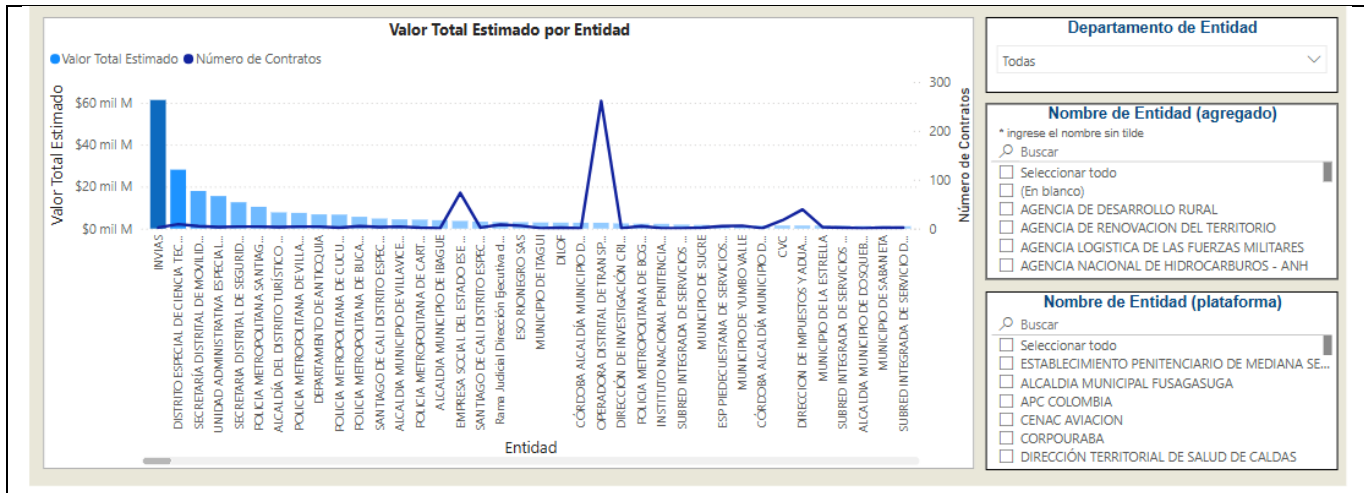 Valor Total Estimado por Entidad
Valor Total Estimado Número de Contratos
Valor Total Estimado
$60 mil M
$40 mil M
$20 mil M
$0 mil M
300
200
100
0
Número de Contratos
INVIAS
DISTRITO ESPECIAL DE CIENCIA TEC...
SECRETARÍA DISTRITAL DE MOVILID...
UNIDAD ADMINISTRATIVA ESPECIAL...
SECRETARIA DISTRITAL DE SEGURID...
POLICIA METROPOLITANA SANTIAG...
ALCALDÍA DEL DISTRITO TURÍSTICO ...
POLICIA METROPOLITANA DE VILLA...
DEPARTAMENTO DE ANTIOQUIA
POLICIA METROPOLITANA DE CUCU...
POLICIA METROPOLITANA DE BUCA...
SANTIAGO DE CALI DISTRITO ESPEC...
ALCALDIA MUNICIPIO DE VILLAVICE...
POLICIA METROPOLITANA DE CART...
ALCALDIA MUNICIPIO DE IBAGUE
EMPRESA SOCIAL DEL ESTADO ESE ...
SANTIAGO DE CALI DISTRITO ESPEC...
Rama Judicial Dirección Ejecutiva d...
ESO RIONEGRO SAS
MUNICIPIO DE ITAGUI
DILOF
CÓRDOBA ALCALDÍA MUNICIPIO D...
OPERADORA DISTRITAL DE TRANSP...
DIRECCIÓN DE INVESTIGACIÓN CRI...
POLICIA METROPOLITANA DE BOG...
INSTITUTO NACIONAL PENITENCIA...
SUBRED INTEGRADA DE SERVICIOS ...
MUNICIPIO DE SUCRE
ESP PIEDECUESTANA DE SERVICIOS...
MUNICIPIO DE YUMBO VALLE
CÓRDOBA ALCALDÍA MUNICIPIO D...
CVC
DIRECCION DE IMPUESTOS Y ADUA...
MUNICIPIO DE LA ESTRELLA
SUBRED INTEGRADA DE SERVICIOS ...
ALCALDIA MUNICIPIO DE DOSQUEB...
MUNICIPIO DE SABANETA
SUBRED INTEGRADA DE SERVICIO D...
Entidad
Departamento de Entidad
Todas
Nombre de Entidad (agregado)
* ingrese el nombre sin tilde
Buscar
Seleccionar todo
(En blanco)
AGENCIA DE DESARROLLO RURAL
AGENCIA DE RENOVACION DEL TERRITORIO
AGENCIA LOGISTICA DE LAS FUERZAS MILITARES
AGENCIA NACIONAL DE HIDROCARBUROS - ANH
Nombre de Entidad (plataforma)
Buscar
Seleccionar todo
ESTABLECIMIENTO PENITENCIARIO DE MEDIANA SE...
ALCALDIA MUNICIPAL FUSAGASUGA
APC COLOMBIA
CENAC AVIACION
CORPOURABA
DIRECCIÓN TERRITORIAL DE SALUD DE CALDAS